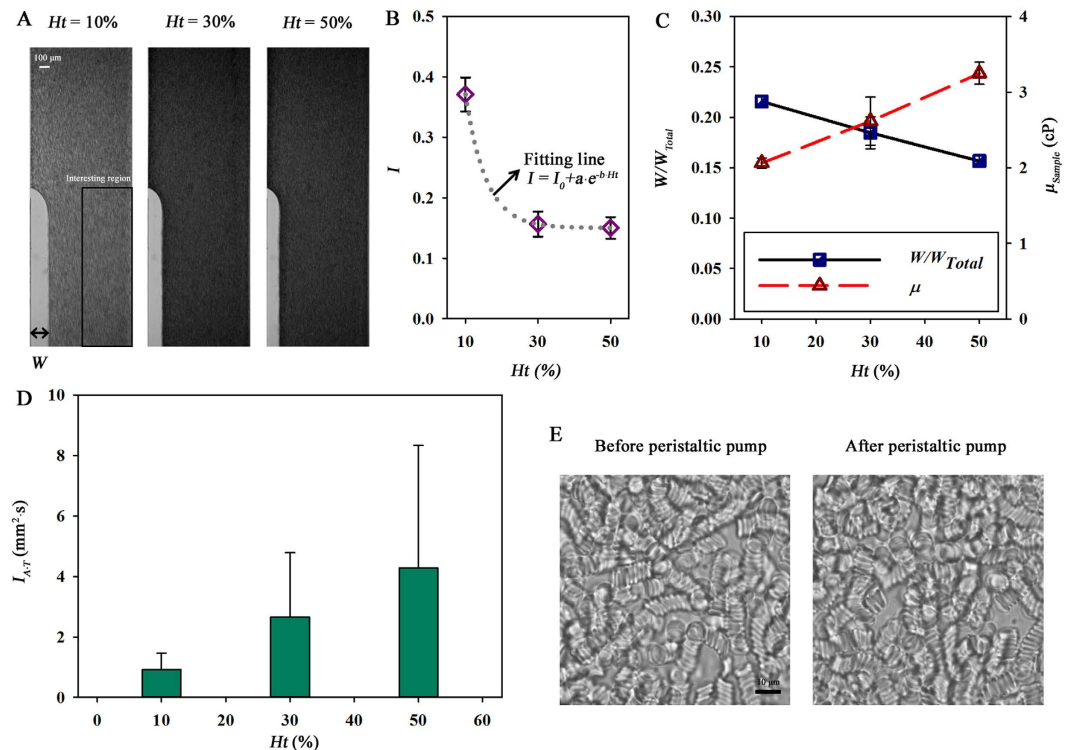 A
Ht = 10%
Ht = 30%
Ht = 50%
100 μm
Interesting region
W
B
I
0.5
0.4
0.3
0.2
0.1
0.0
Fitting line
I = I0+a·e-b·Ht
10
30
50
Ht (%)
C
W/WTotal
0.30
0.25
0.20
0.15
0.10
0.05
0.00
4
3
2
1
0
μSample (cP)
W/WTotal
μ
10
20
30
40
50
Ht (%)
D
IA-T (mm2·s)
10
8
6
4
2
0
0
10
20
30
40
50
60
Ht (%)
E
Before peristaltic pump
After peristaltic pump
10 μm